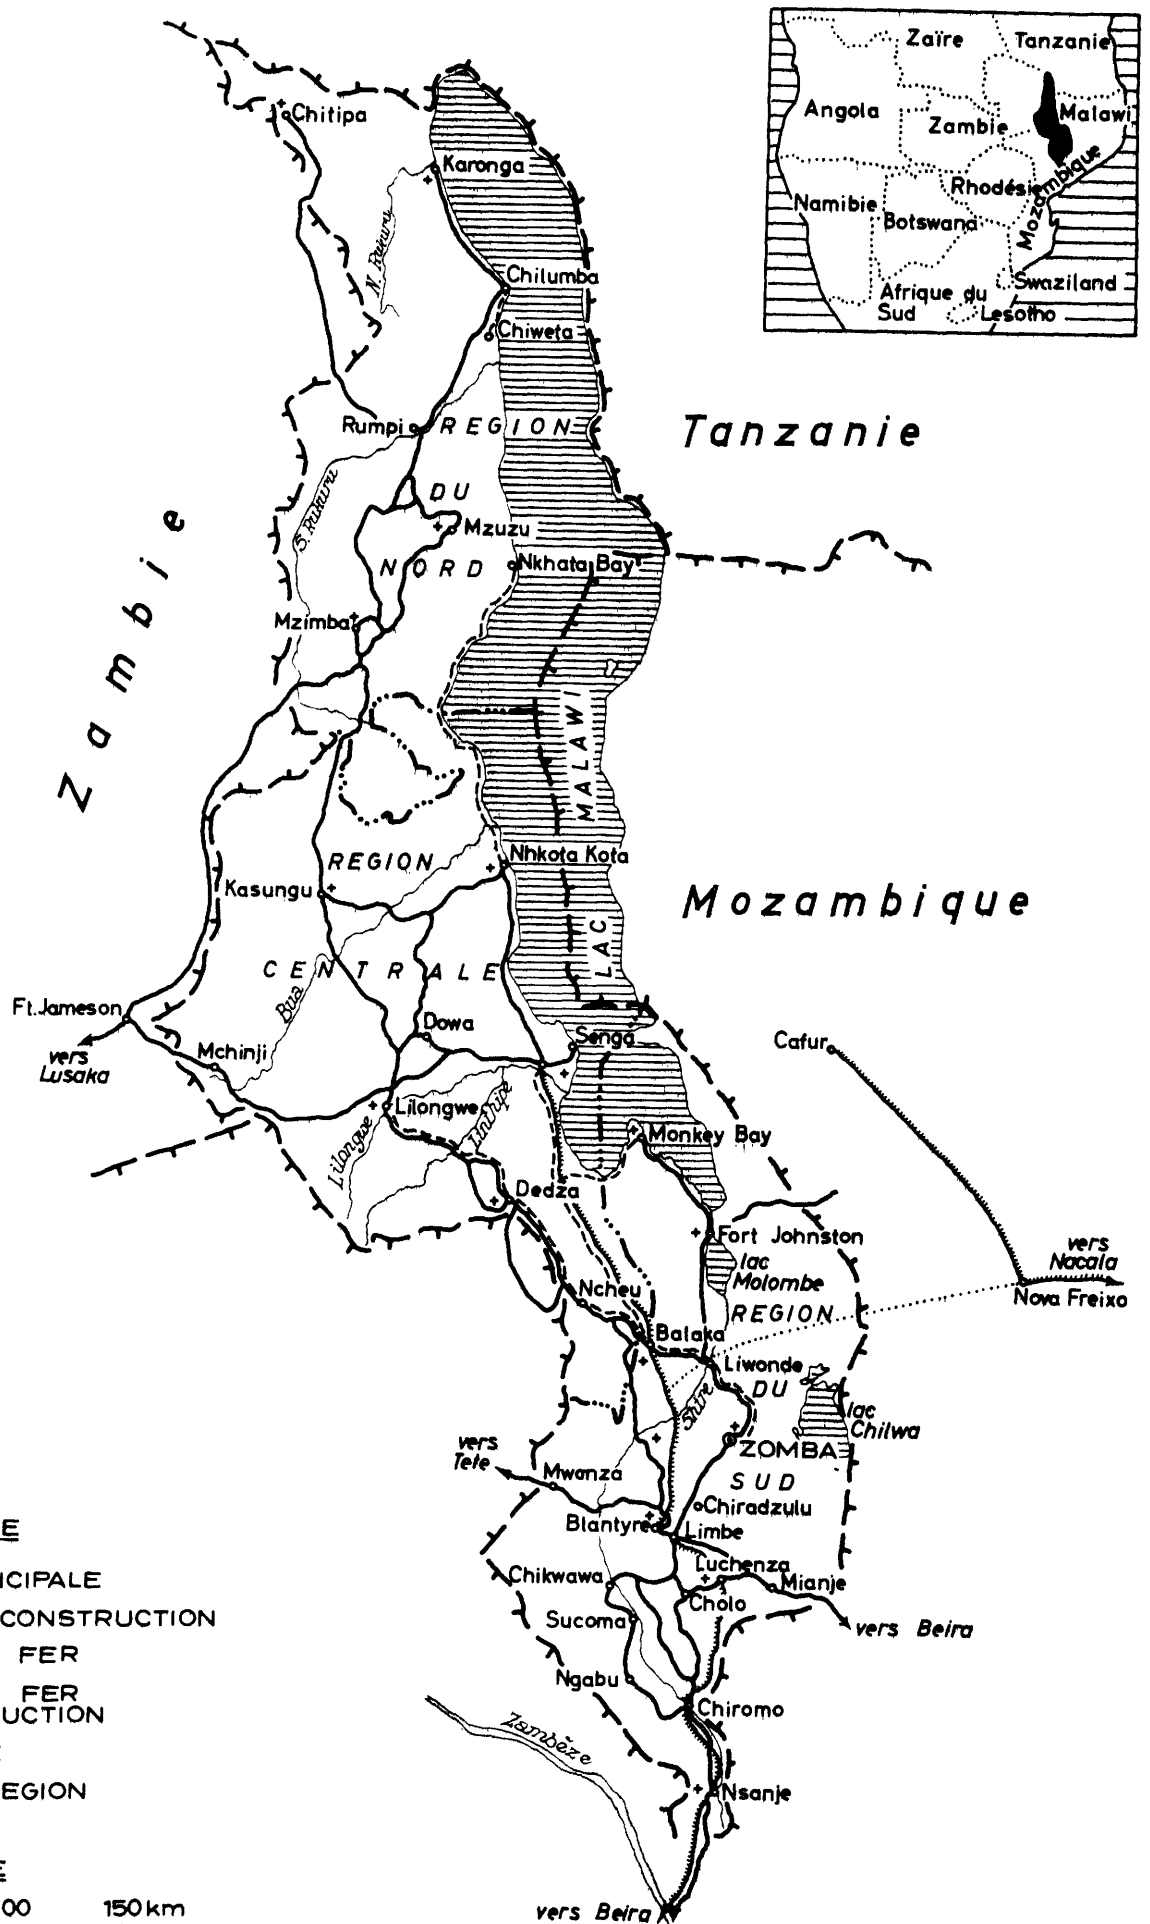 Zaïre
Tanzanie
Angola
Zambie
Malawi
Rhodésie
Mozambique
Namibie
Botswana
Swaziland
Afrique du
Sud
Lesotho
Chitipa
Karonga
N. Rukuru
Chilumba
Chiweta
Rumpi
REGION
DU
NORD
Tanzanie
Zambie
S. Rukuru
Mzuzu
Nkhata Bay
Mzimba
LAC MALAWI
REGION
CENTRALE
Nhkota Kota
Kasungu
Mozambique
Bua
Ft. Jameson
vers
Lusaka
Mchinji
Dowa
Senga
Cafur
Lilongwe
Lilongwe
Linthipe
Monkey Bay
Dedza
Fort Johnston
lac
Molombe
vers
Nacala
Nova Freixo
Ncheu
REGION
DU
SUD
Balaka
Liwonde
Shire
lac
Chilwa
ZOMBA
vers
Tete
Mwanza
Chiradzulu
Blantyre
Limbe
Luchenza
Chikwawa
Mianje
Cholo
Sucoma
vers Beira
Ngabu
Chiromo
Zambèze
Nsanje
vers Beira
E
ICIPALE
CONSTRUCTION
FER
FER
UCTION
EGION
E
00 150 km